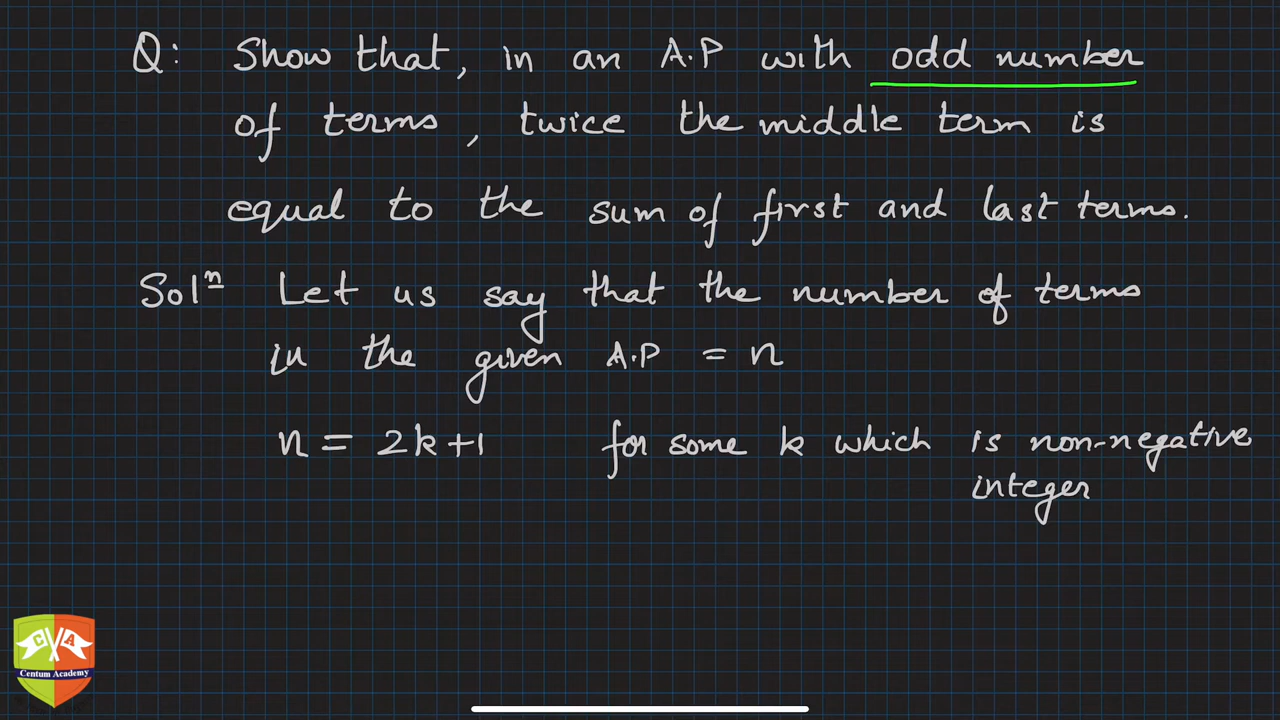 Q: Show that, in an A.P with odd number
of terms, twice the middle term is
equal to the sum of first and last terms.
Solⁿ Let us say that the number of terms
in the given A.P = n
n = 2k+1 for some k which is non-negative
integer
C A
Centum Academy